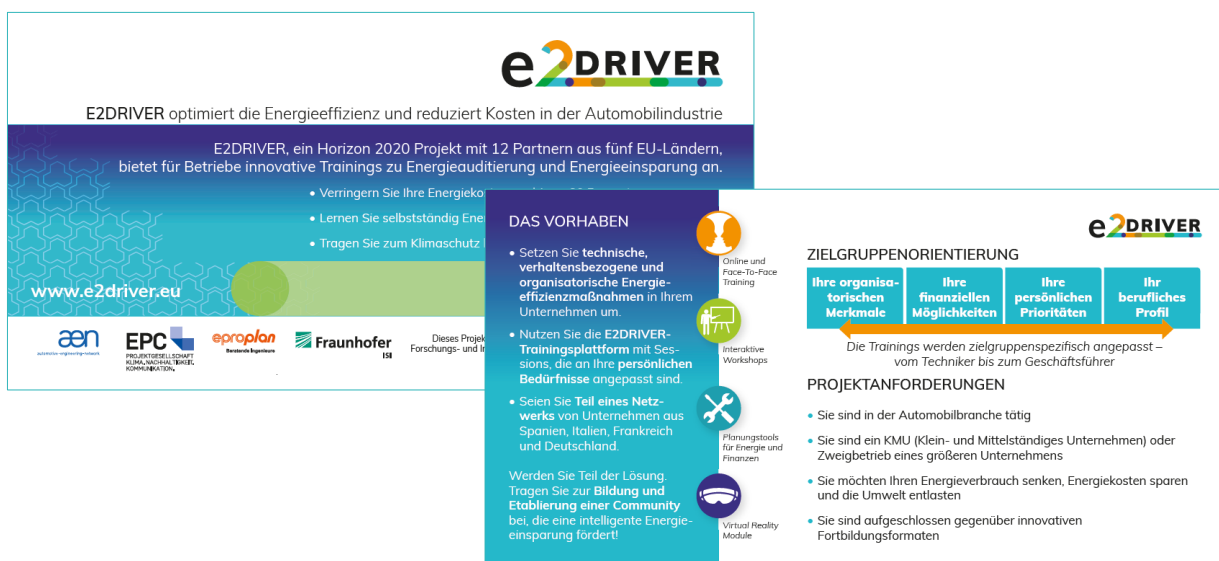 e2DRIVER
E2DRIVER optimiert die Energieeffizienz und reduziert Kosten in der Automobilindustrie
E2DRIVER, ein Horizon 2020 Projekt mit 12 Partnern aus fünf EU-Ländern,
bietet für Betriebe innovative Trainings zu Energieauditierung und Energieeinsparung an.
• Verringern Sie Ihre
• Lernen Sie selbstständig
• Tragen Sie zum Klimaschutz
www.e2driver.eu
aen
automotive-engineering-network
EPC
PROJEKTGESELLSCHAFT
KLIMA. NACHHALTIGKEIT.
KOMMUNIKATION.
eproplan
Beratende Ingenieure
Fraunhofer
ISI
Dieses
Forschungs- und
DAS VORHABEN
• Setzen Sie technische,
verhaltensbezogene und
organisatorische Energie-
effizienzmaßnahmen in Ihrem
Unternehmen um.
• Nutzen Sie die E2DRIVER-
Trainingsplattform mit Ses-
sions, die an Ihre persönlichen
Bedürfnisse angepasst sind.
• Seien Sie Teil eines Netz-
werks von Unternehmen aus
Spanien, Italien, Frankreich
und Deutschland.
Werden Sie Teil der Lösung.
Tragen Sie zur Bildung und
Etablierung einer Community
bei, die eine intelligente Energie-
einsparung fördert!
Online und
Face-To-Face
Training
Interaktive
Workshops
Planungstools
für Energie und
Finanzen
Virtual Reality
Module
e2DRIVER
ZIELGRUPPENORIENTIERUNG
Ihre organisa-
torischen
Merkmale
Ihre
finanziellen
Möglichkeiten
Ihre
persönlichen
Prioritäten
Ihr
berufliches
Profil
Die Trainings werden zielgruppenspezifisch angepasst –
vom Techniker bis zum Geschäftsführer
PROJEKTANFORDERUNGEN
• Sie sind in der Automobilbranche tätig
• Sie sind ein KMU (Klein- und Mittelständiges Unternehmen) oder
Zweigbetrieb eines größeren Unternehmens
• Sie möchten Ihren Energieverbrauch senken, Energiekosten sparen
und die Umwelt entlasten
• Sie sind aufgeschlossen gegenüber innovativen
Fortbildungsformaten